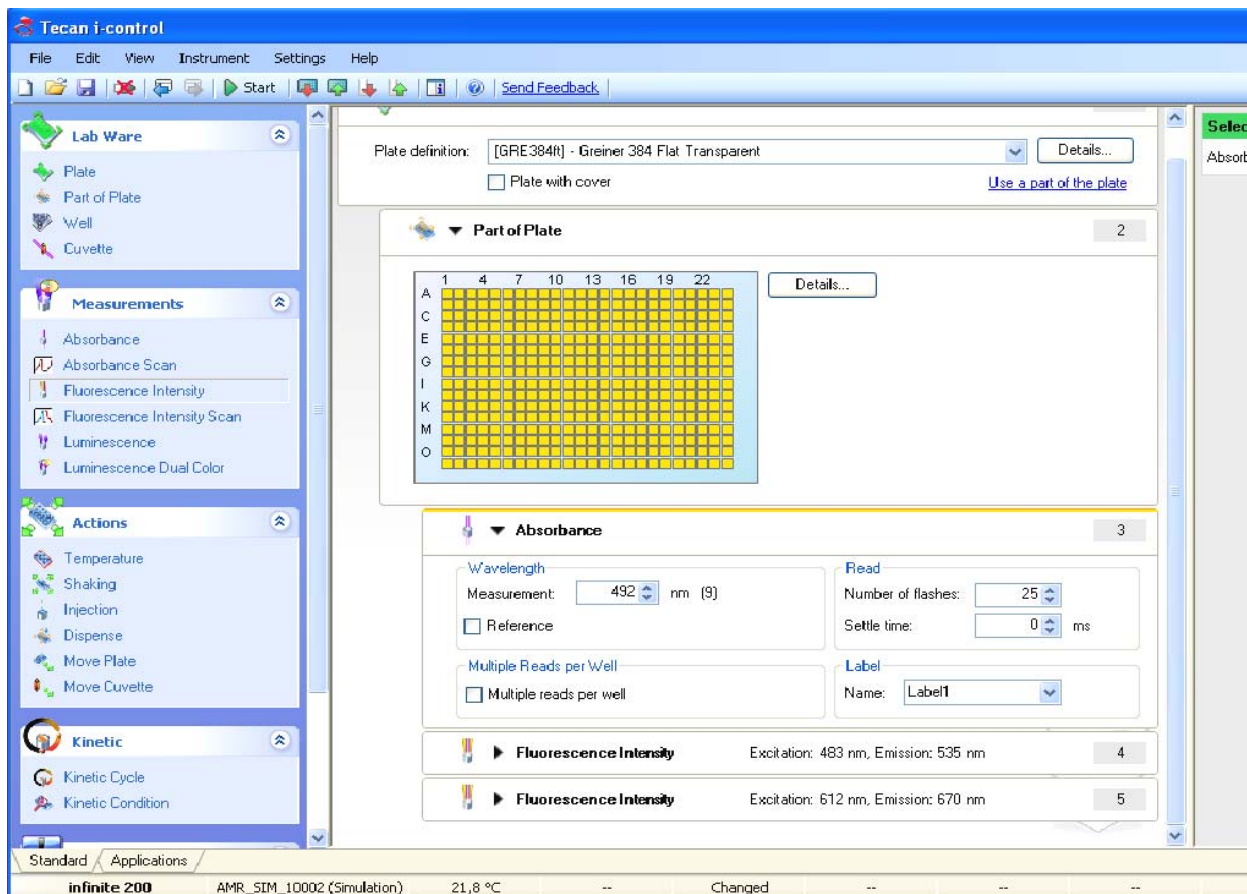 Tecan i-control
File Edit View Instrument Settings Help
Start Send Feedback
Lab Ware
Plate
Part of Plate
Well
Cuvette
Measurements
Absorbance
Absorbance Scan
Fluorescence Intensity
Fluorescence Intensity Scan
Luminescence
Luminescence Dual Color
Actions
Temperature
Shaking
Injection
Dispense
Move Plate
Move Cuvette
Kinetic
Kinetic Cycle
Kinetic Condition
Plate definition: [GRE384ft] - Greiner 384 Flat Transparent Details...
Plate with cover Use a part of the plate
Part of Plate 2
1 4 7 10 13 16 19 22
Details...
A
C
E
G
I
K
M
O
Absorbance 3
Wavelength
Measurement: 492 nm (9)
Reference
Read
Number of flashes: 25
Settle time: 0 ms
Multiple Reads per Well
Multiple reads per well
Label
Name: Label1
Fluorescence Intensity Excitation: 483 nm, Emission: 535 nm 4
Fluorescence Intensity Excitation: 612 nm, Emission: 670 nm 5
Selec
Absorb
Standard Applications
infinite 200 AMR_SIM_10002 (Simulation) 21,8 °C -- Changed -- -- --